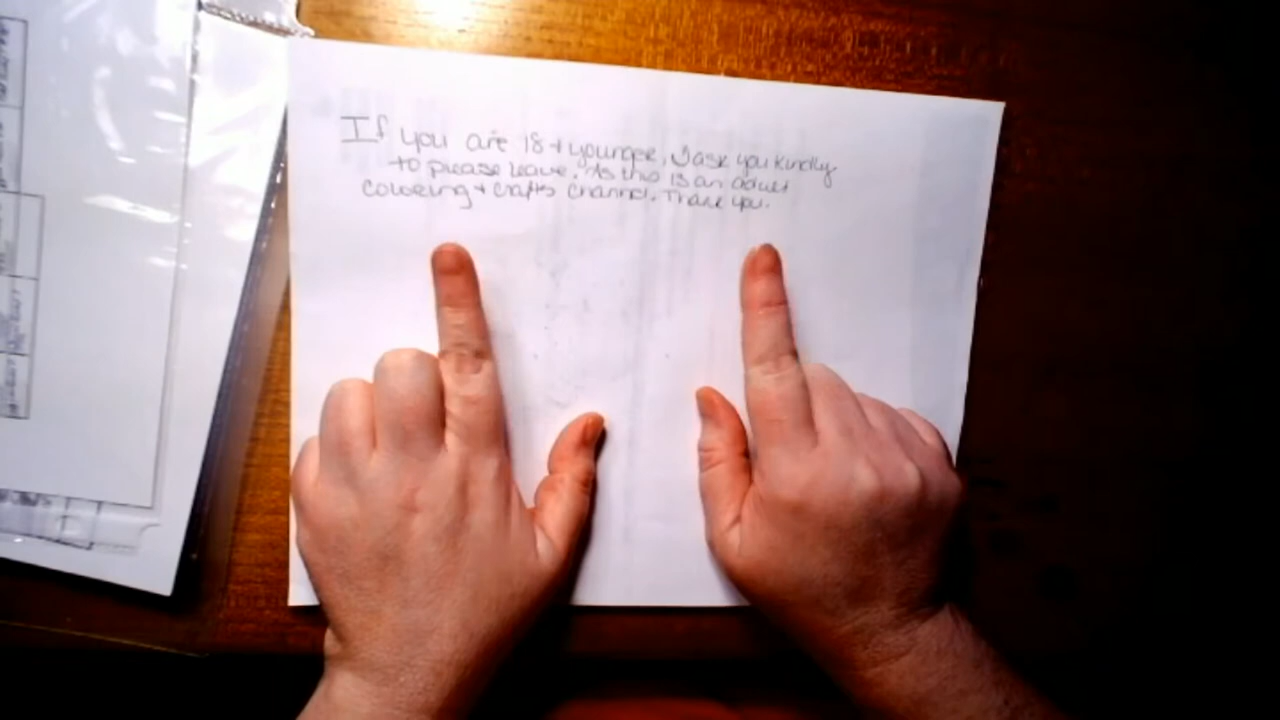 If you are 18 + younger, I ask you kindly
to please leave. As this is an adult
coloring + crafts channel. Thank you.